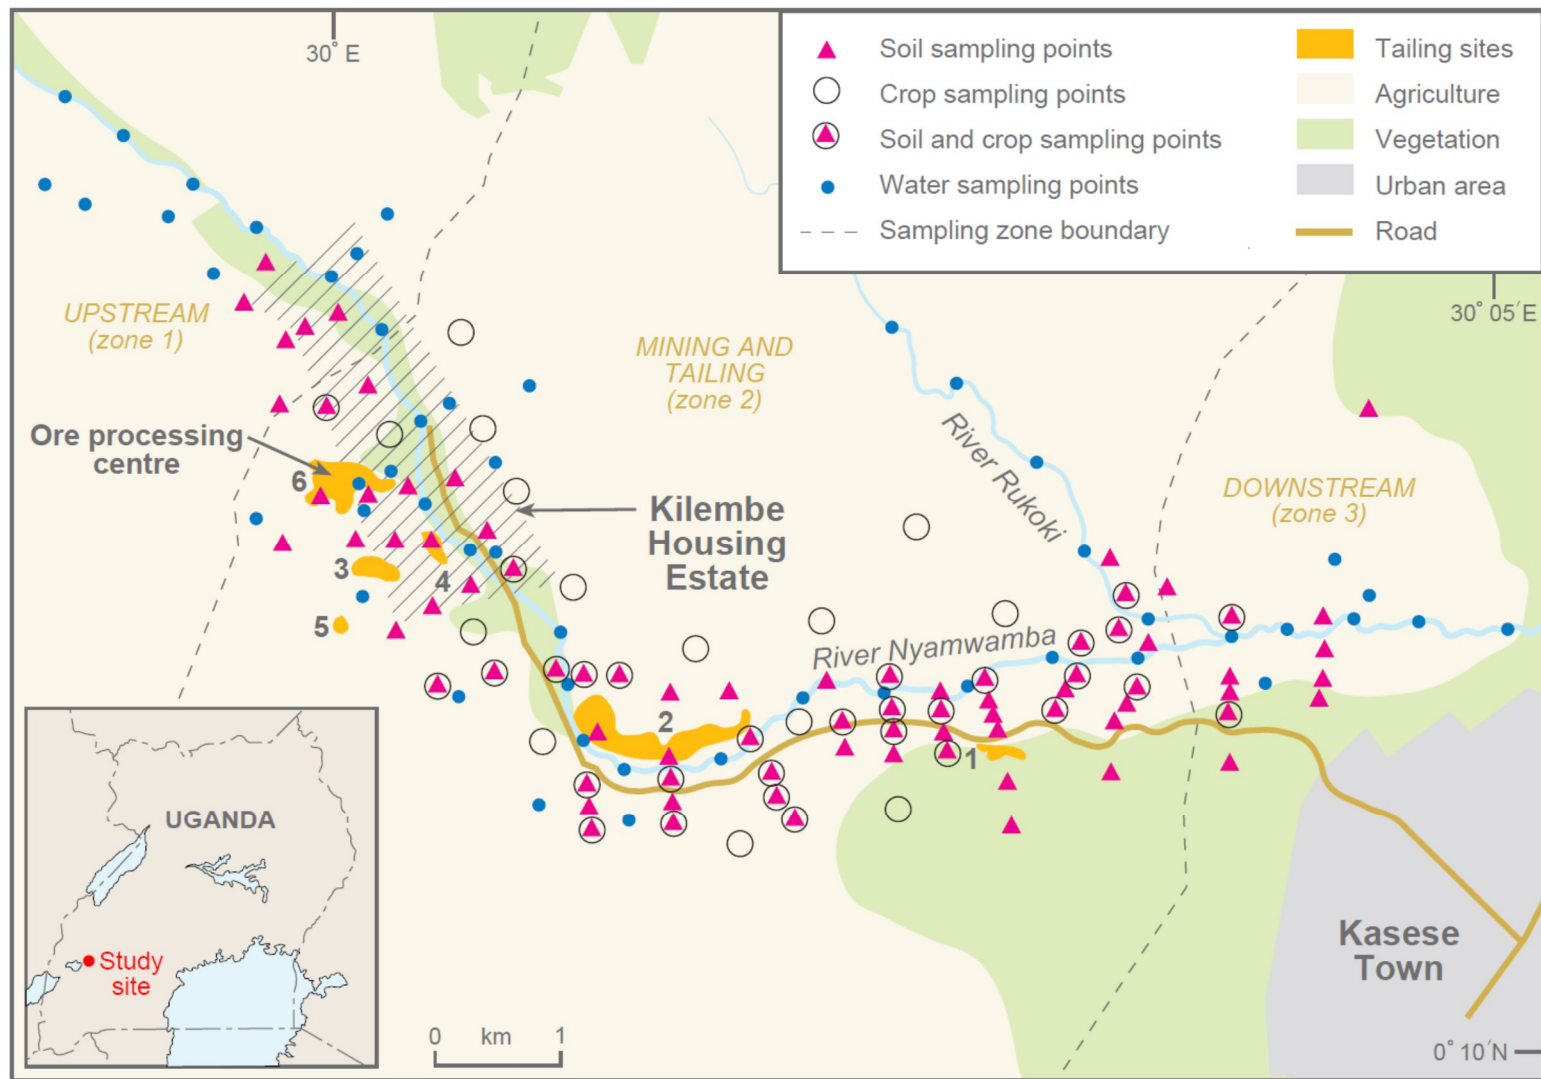 30° E
Soil sampling points
Crop sampling points
Soil and crop sampling points
Water sampling points
Sampling zone boundary
Tailing sites
Agriculture
Vegetation
Urban area
Road
30° 05′E
UPSTREAM
(zone 1)
MINING AND
TAILING
(zone 2)
Ore processing
centre
6
Kilembe
Housing
Estate
River Rukoki
DOWNSTREAM
(zone 3)
3
4
5
River Nyamwamba
2
1
UGANDA
Study
site
Kasese
Town
0 km 1
0° 10′N